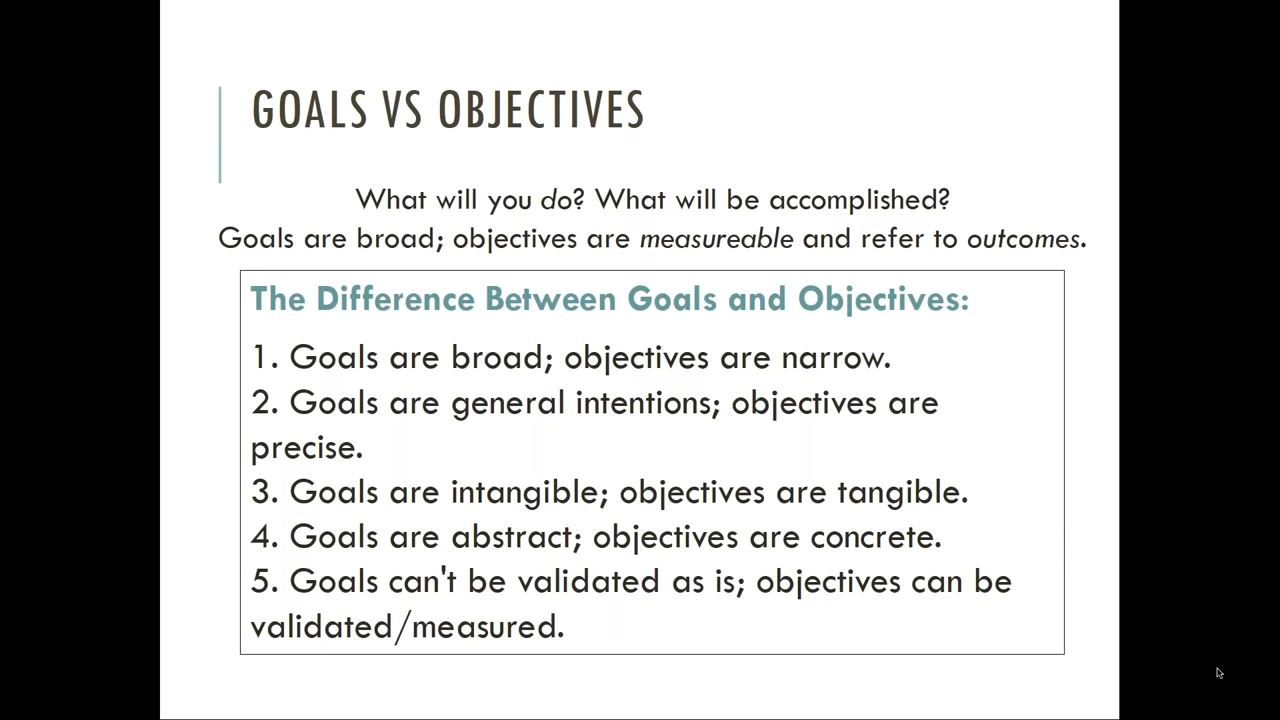 GOALS VS OBJECTIVES
What will you do? What will be accomplished?
Goals are broad; objectives are measureable and refer to outcomes.
The Difference Between Goals and Objectives:
1. Goals are broad; objectives are narrow.
2. Goals are general intentions; objectives are
precise.
3. Goals are intangible; objectives are tangible.
4. Goals are abstract; objectives are concrete.
5. Goals can't be validated as is; objectives can be
validated/measured.